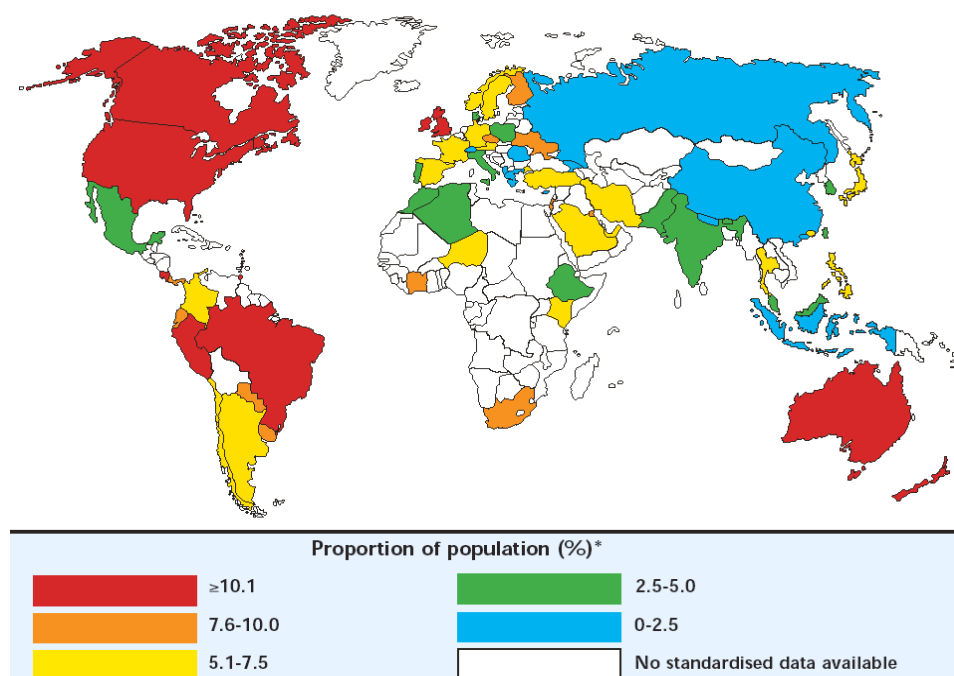 Proportion of population (%)*
≥10.1
7.6-10.0
5.1-7.5
2.5-5.0
0-2.5
No standardised data available